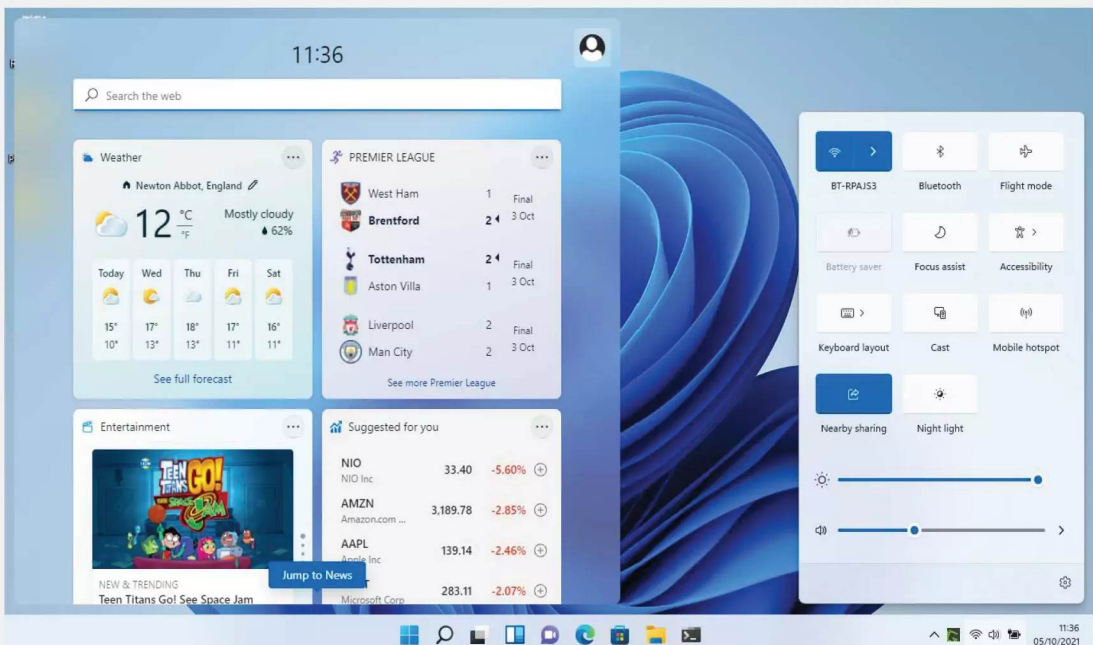 11:36
Search the web
Weather
Newton Abbot, England
12 °C °F
Mostly cloudy
62%
Today Wed Thu Fri Sat
15° 17° 18° 17° 16°
10° 13° 13° 11° 11°
See full forecast
PREMIER LEAGUE
West Ham 1 Final
Brentford 2 3 Oct
Tottenham 2 Final
Aston Villa 1 3 Oct
Liverpool 2 Final
Man City 2 3 Oct
See more Premier League
Entertainment
TEEN TITANS GO!
SEE SPACE JAM
NEW & TRENDING
Teen Titans Go! See Space Jam
Jump to News
Suggested for you
NIO 33.40 -5.60%
NIO Inc
AMZN 3,189.78 -2.85%
Amazon.com ...
AAPL 139.14 -2.46%
Apple Inc
283.11 -2.07%
Microsoft Corp
BT-RPAJS3 Bluetooth Flight mode
Battery saver Focus assist Accessibility
Keyboard layout Cast Mobile hotspot
Nearby sharing Night light
11:36
05/10/2021